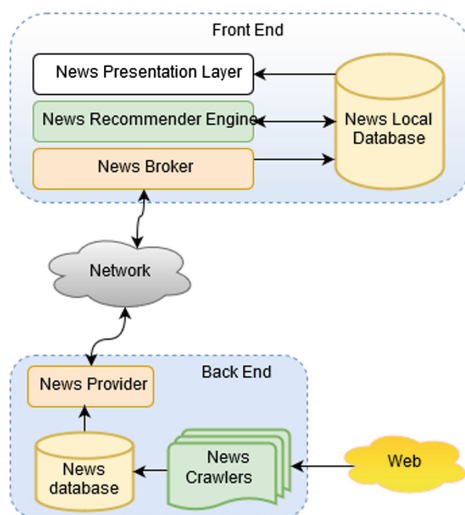 Front End
News Presentation Layer
News Recommender Engine
News Broker
News Local
Database
Network
Back End
News Provider
News
database
News
Crawlers
Web